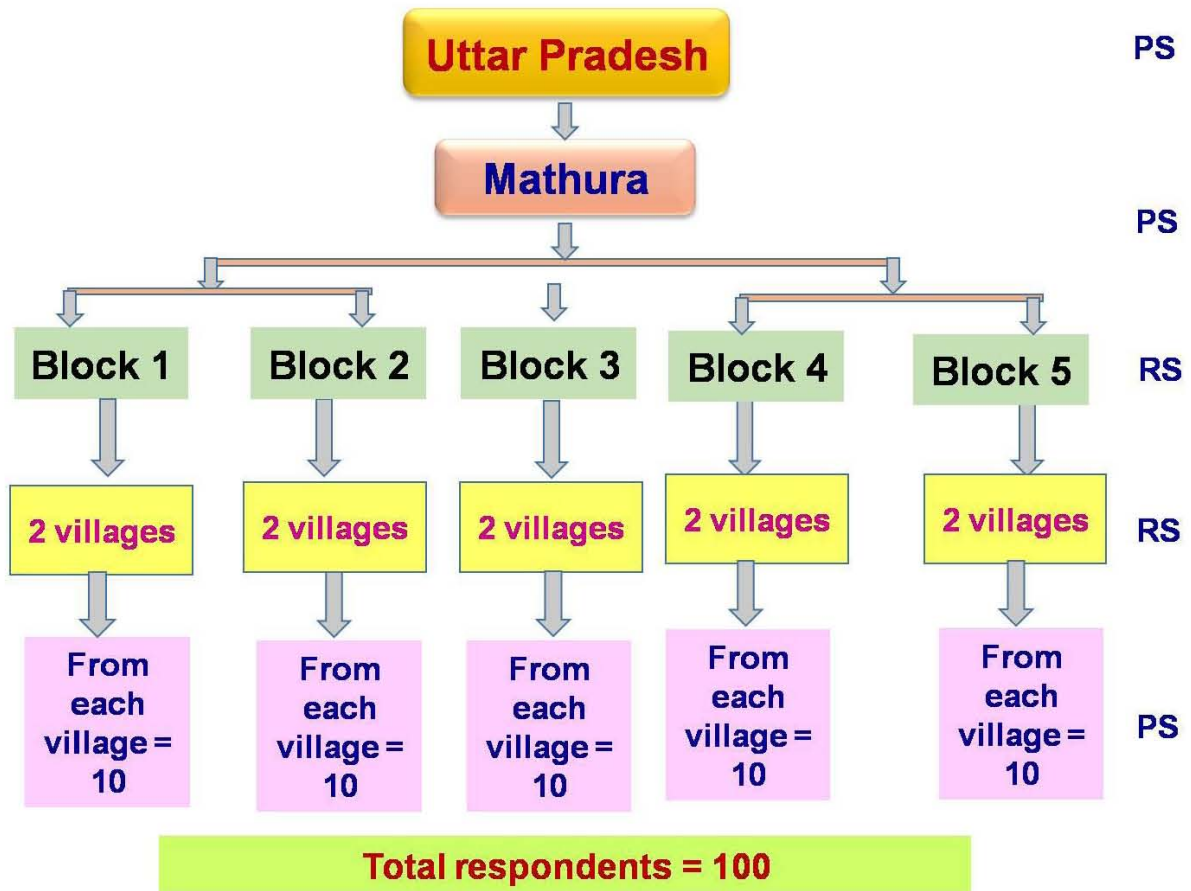 Uttar Pradesh
PS
Mathura
PS
Block 1
Block 2
Block 3
Block 4
Block 5
RS
2 villages
2 villages
2 villages
2 villages
2 villages
RS
From
each
village =
10
From
each
village =
10
From
each
village =
10
From
each
village =
10
From
each
village =
10
PS
Total respondents = 100